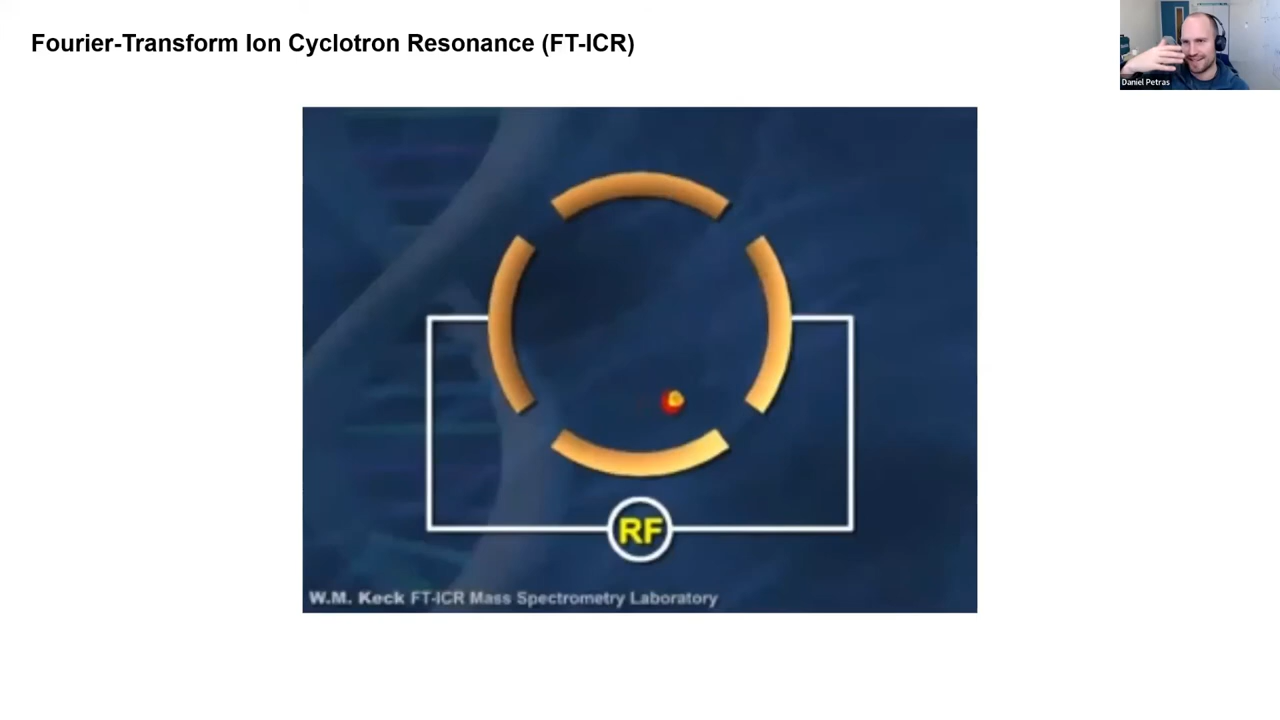 Fourier-Transform Ion Cyclotron Resonance (FT-ICR)
Daniel Petras
RF
W.M. Keck FT-ICR Mass Spectrometry Laboratory